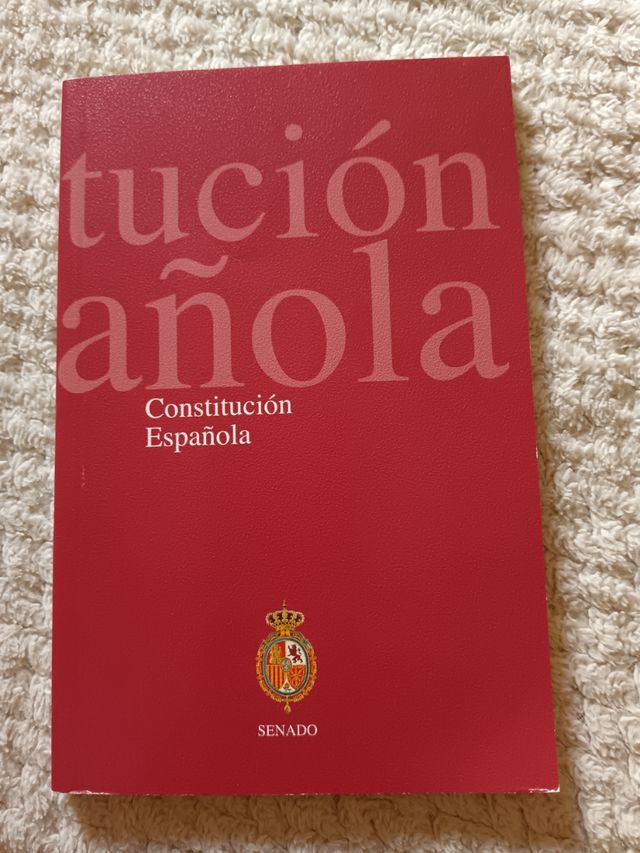 tución
añola
Constitución
Española
SENADO